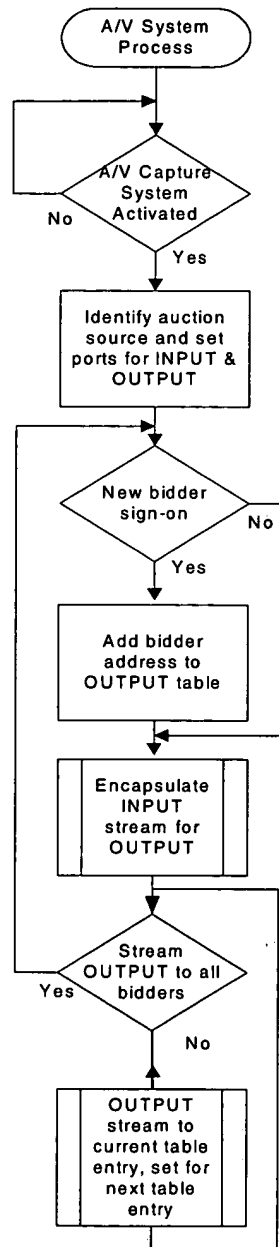 A/V System
Process
A/V Capture
System
Activated
No
Yes
Identify auction
source and set
ports for INPUT &
OUTPUT
New bidder
sign-on
No
Yes
Add bidder
address to
OUTPUT table
Encapsulate
INPUT
stream for
OUTPUT
Stream
OUTPUT to all
bidders
Yes
No
OUTPUT
stream to
current table
entry, set for
next table
entry